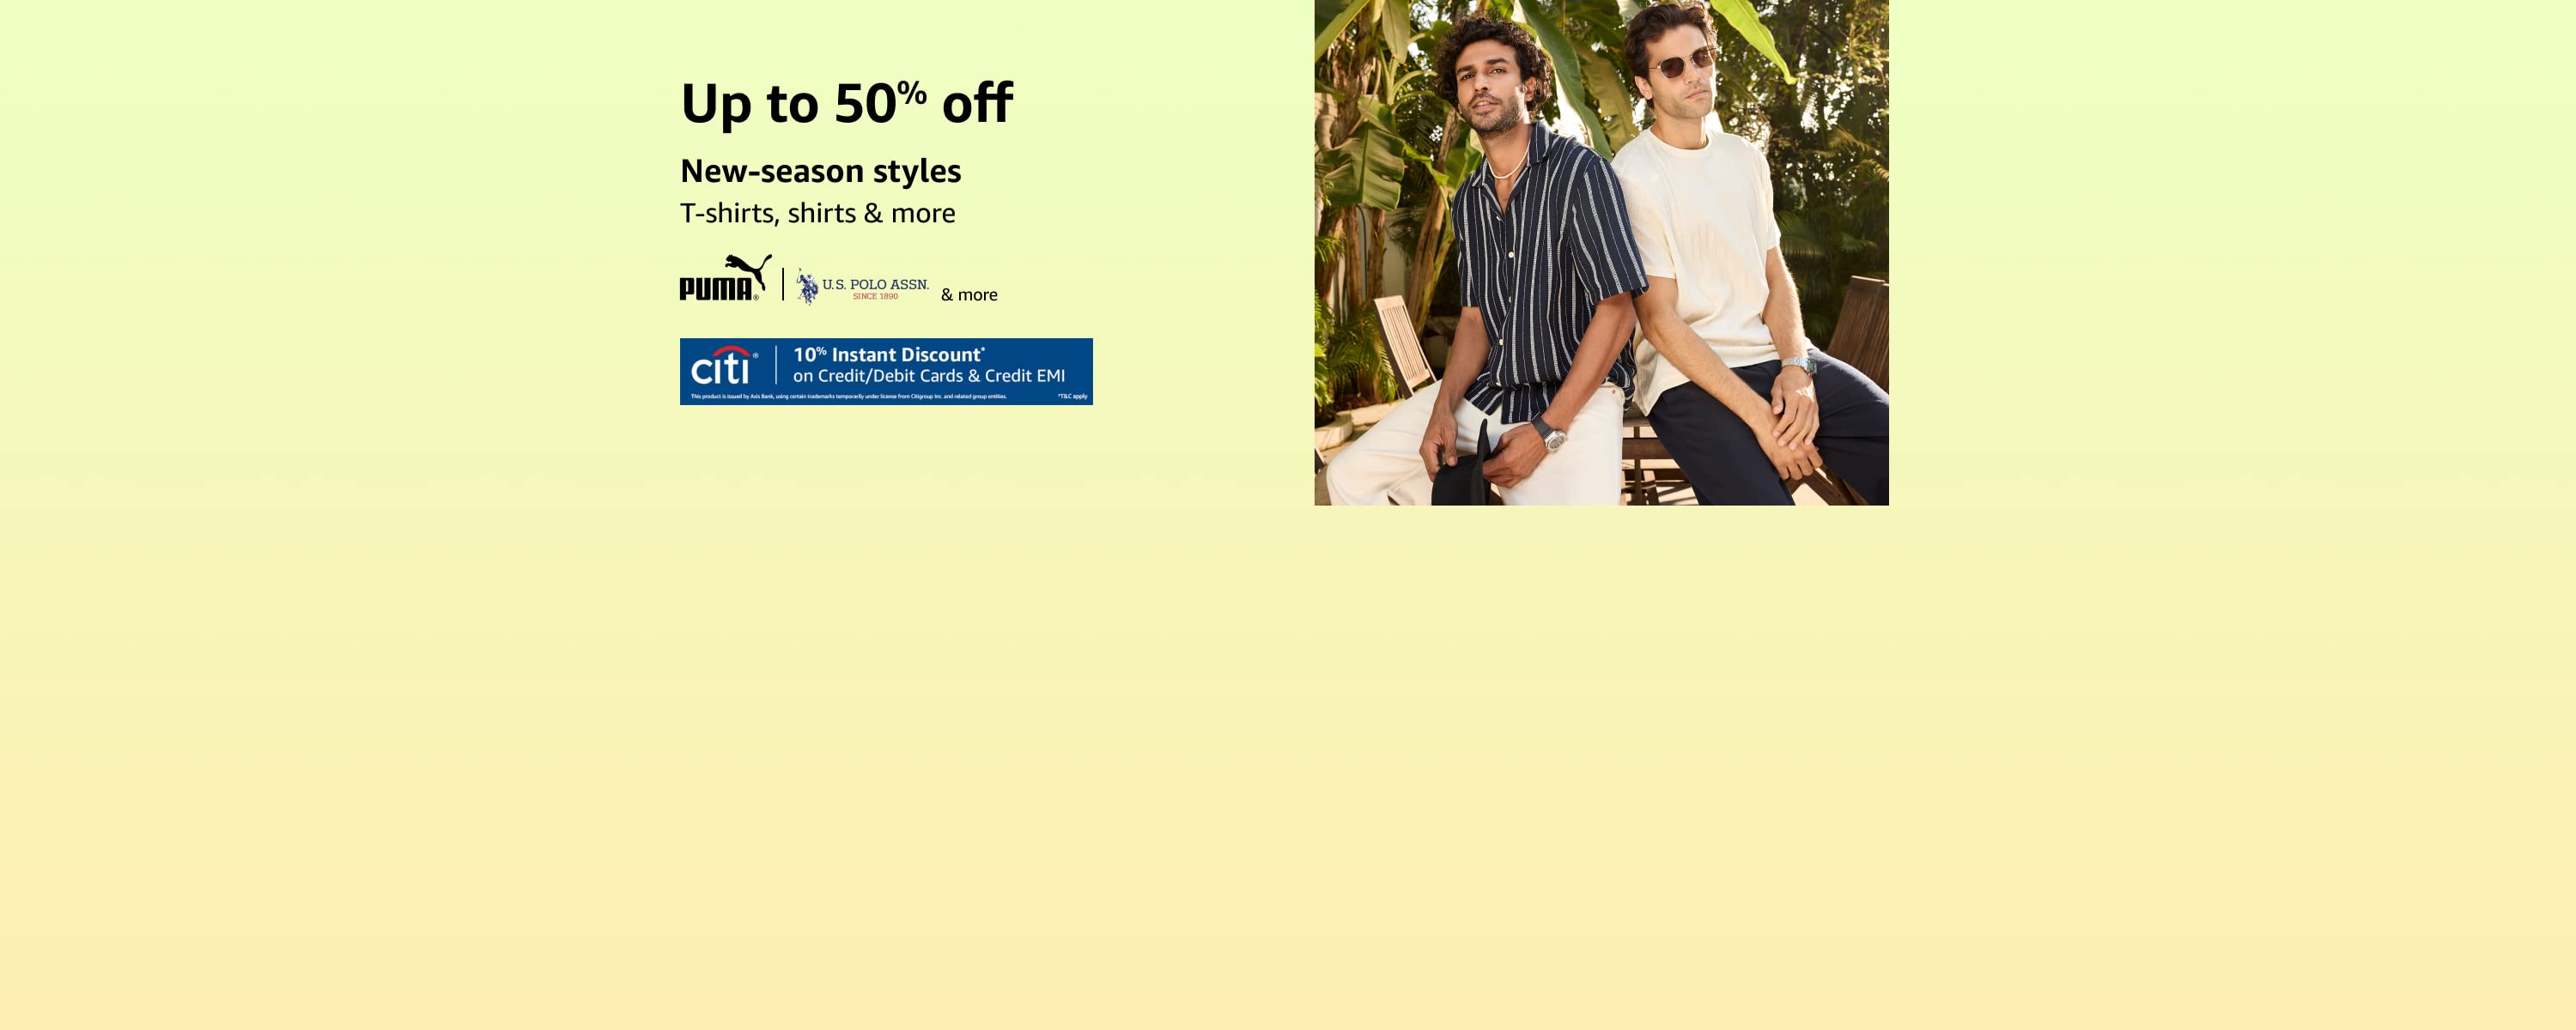 Up to 50% off
New-season styles
T-shirts, shirts & more
PUMA® | U.S. POLO ASSN. & more
SINCE 1890
citi® | 10% Instant Discount*
on Credit/Debit Cards & Credit EMI
This product is issued by Axis Bank, using certain trademarks temporarily under license from Citigroup Inc. and related group entities. *T&C apply